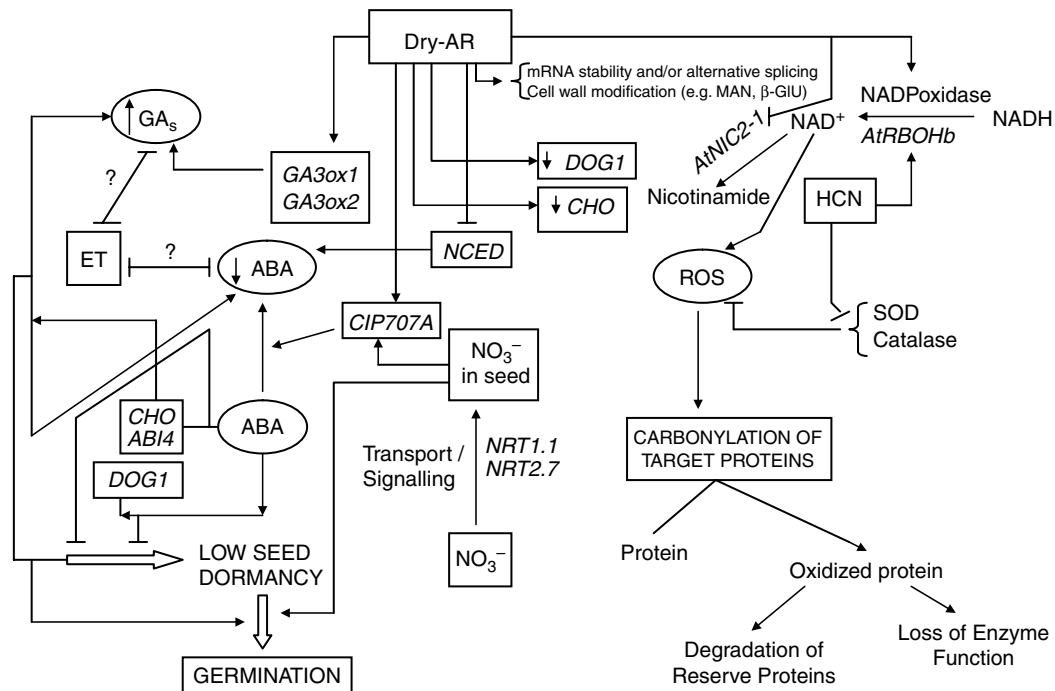 Dry-AR
mRNA stability and/or alternative splicing
Cell wall modification (e.g. MAN, β-GIU)
NADPoxidase
NAD⁺
NADH
AtRBOHb
AtNIC2-1
Nicotinamide
HCN
GAₛ
?
GA3ox1
GA3ox2
DOG1
CHO
ET
?
ABA
NCED
ROS
SOD
Catalase
CIP707A
NO₃⁻
in seed
CHO
ABI4
ABA
Transport /
Signalling
NRT1.1
NRT2.7
CARBONYLATION OF
TARGET PROTEINS
DOG1
NO₃⁻
Protein
LOW SEED
DORMANCY
Oxidized protein
Degradation of
Reserve Proteins
Loss of Enzyme
Function
GERMINATION